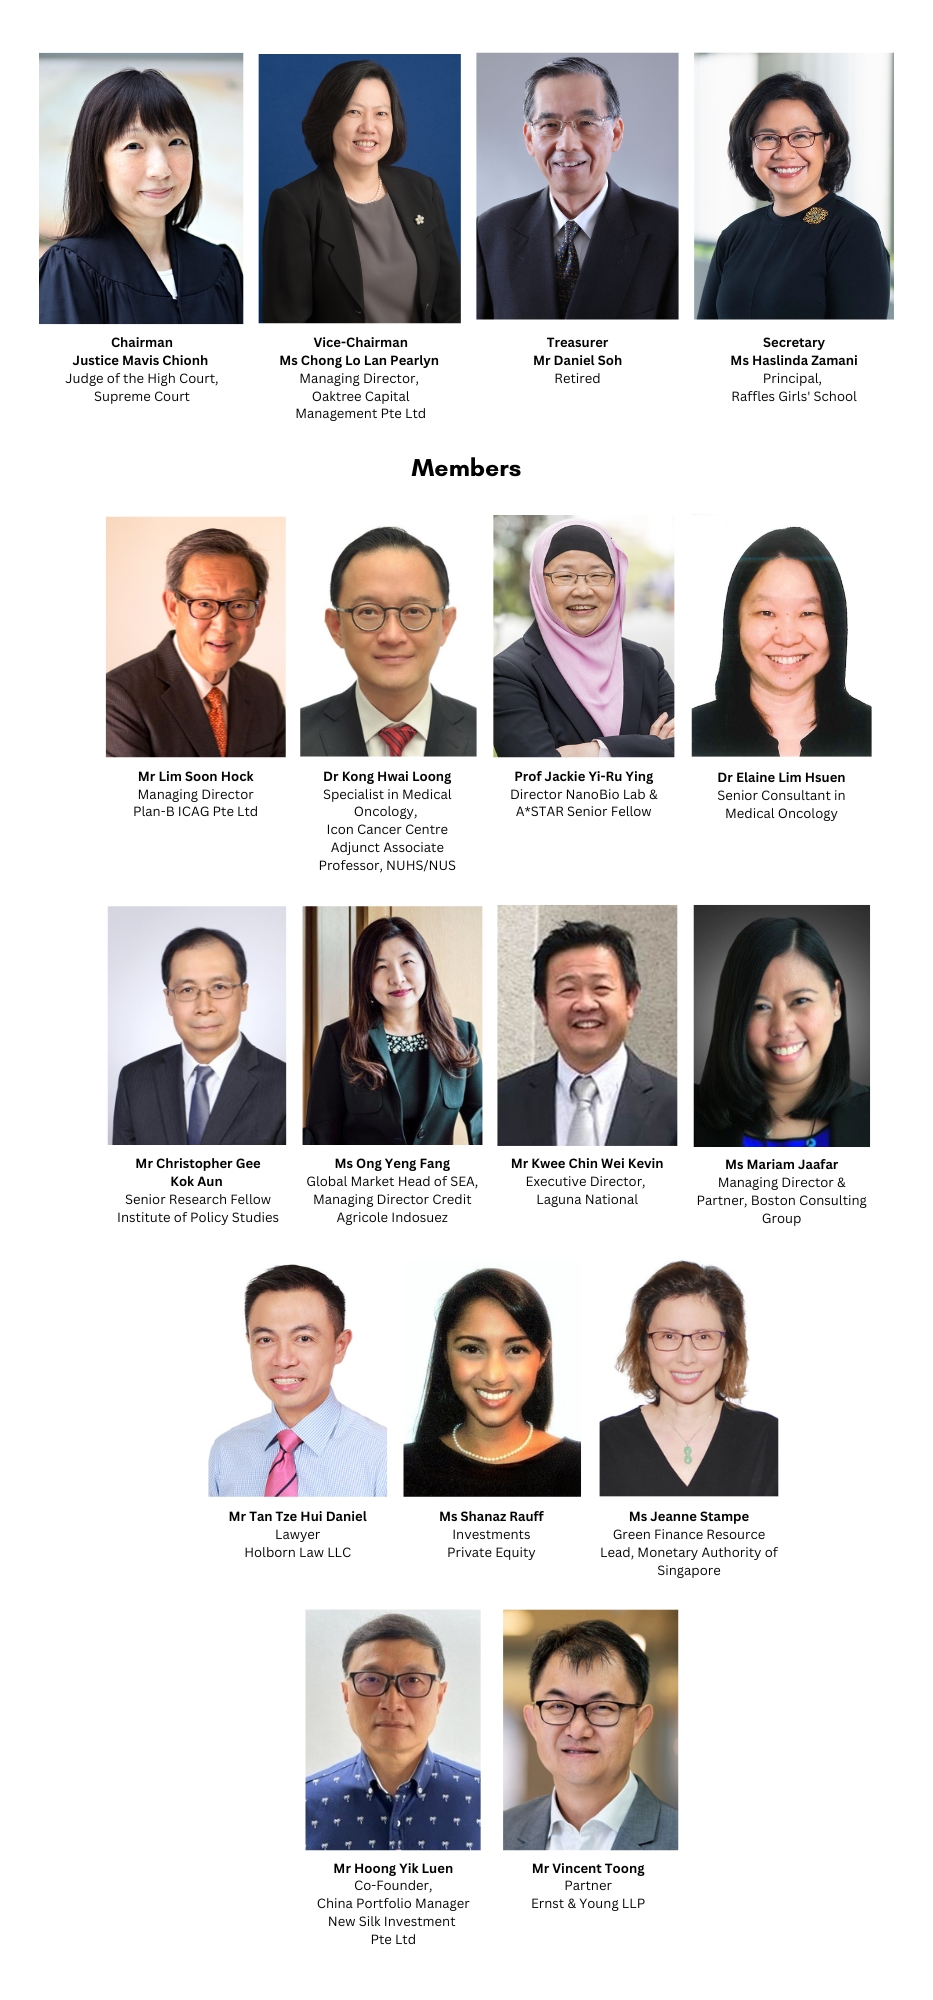 Chairman
Justice Mavis Chionh
Judge of the High Court,
Supreme Court
Vice-Chairman
Ms Chong Lo Lan Pearlyn
Managing Director,
Oaktree Capital
Management Pte Ltd
Treasurer
Mr Daniel Soh
Retired
Secretary
Ms Haslinda Zamani
Principal,
Raffles Girls' School
Members
Mr Lim Soon Hock
Managing Director
Plan-B ICAG Pte Ltd
Dr Kong Hwai Loong
Specialist in Medical
Oncology,
Icon Cancer Centre
Adjunct Associate
Professor, NUHS/NUS
Prof Jackie Yi-Ru Ying
Director NanoBio Lab &
A*STAR Senior Fellow
Dr Elaine Lim Hsuen
Senior Consultant in
Medical Oncology
Mr Christopher Gee
Kok Aun
Senior Research Fellow
Institute of Policy Studies
Ms Ong Yeng Fang
Global Market Head of SEA,
Managing Director Credit
Agricole Indosuez
Mr Kwee Chin Wei Kevin
Executive Director,
Laguna National
Ms Mariam Jaafar
Managing Director &
Partner, Boston Consulting
Group
Mr Tan Tze Hui Daniel
Lawyer
Holborn Law LLC
Ms Shanaz Rauff
Investments
Private Equity
Ms Jeanne Stampe
Green Finance Resource
Lead, Monetary Authority of
Singapore
Mr Hoong Yik Luen
Co-Founder,
China Portfolio Manager
New Silk Investment
Pte Ltd
Mr Vincent Toong
Partner
Ernst & Young LLP